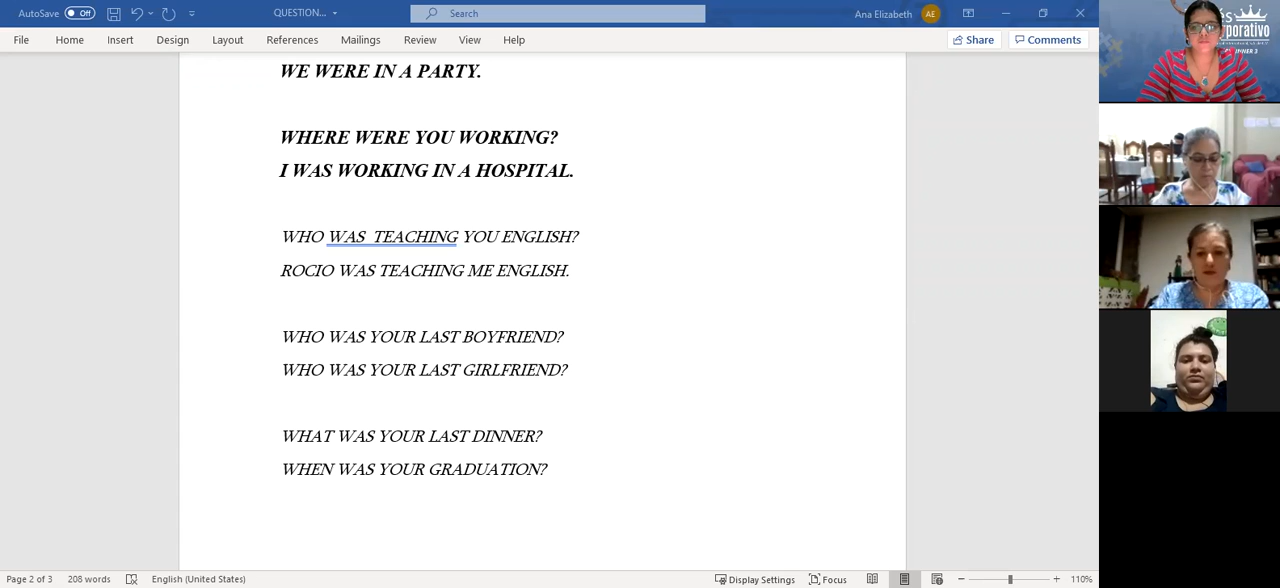 AutoSave Off QUESTION... Search Ana Elizabeth AE
File Home Insert Design Layout References Mailings Review View Help Share Comments
WE WERE IN A PARTY.
WHERE WERE YOU WORKING?
I WAS WORKING IN A HOSPITAL.
WHO WAS TEACHING YOU ENGLISH?
ROCIO WAS TEACHING ME ENGLISH.
WHO WAS YOUR LAST BOYFRIEND?
WHO WAS YOUR LAST GIRLFRIEND?
WHAT WAS YOUR LAST DINNER?
WHEN WAS YOUR GRADUATION?
Page 2 of 3 208 words English (United States) Display Settings Focus 110%